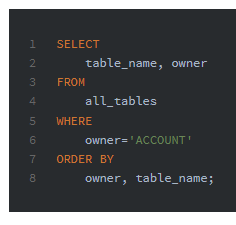 1 SELECT
2 table_name, owner
3 FROM
4 all_tables
5 WHERE
6 owner='ACCOUNT'
7 ORDER BY
8 owner, table_name;